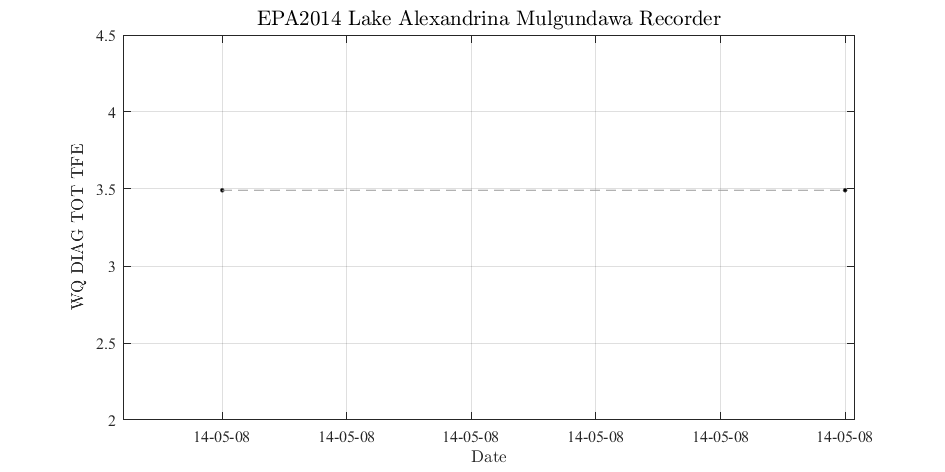 EPA2014 Lake Alexandrina Mulgundawa Recorder
4.5
4
3.5
3
2.5
2
WQ DIAG TOT TFE
14-05-08 14-05-08 14-05-08 14-05-08 14-05-08 14-05-08
Date